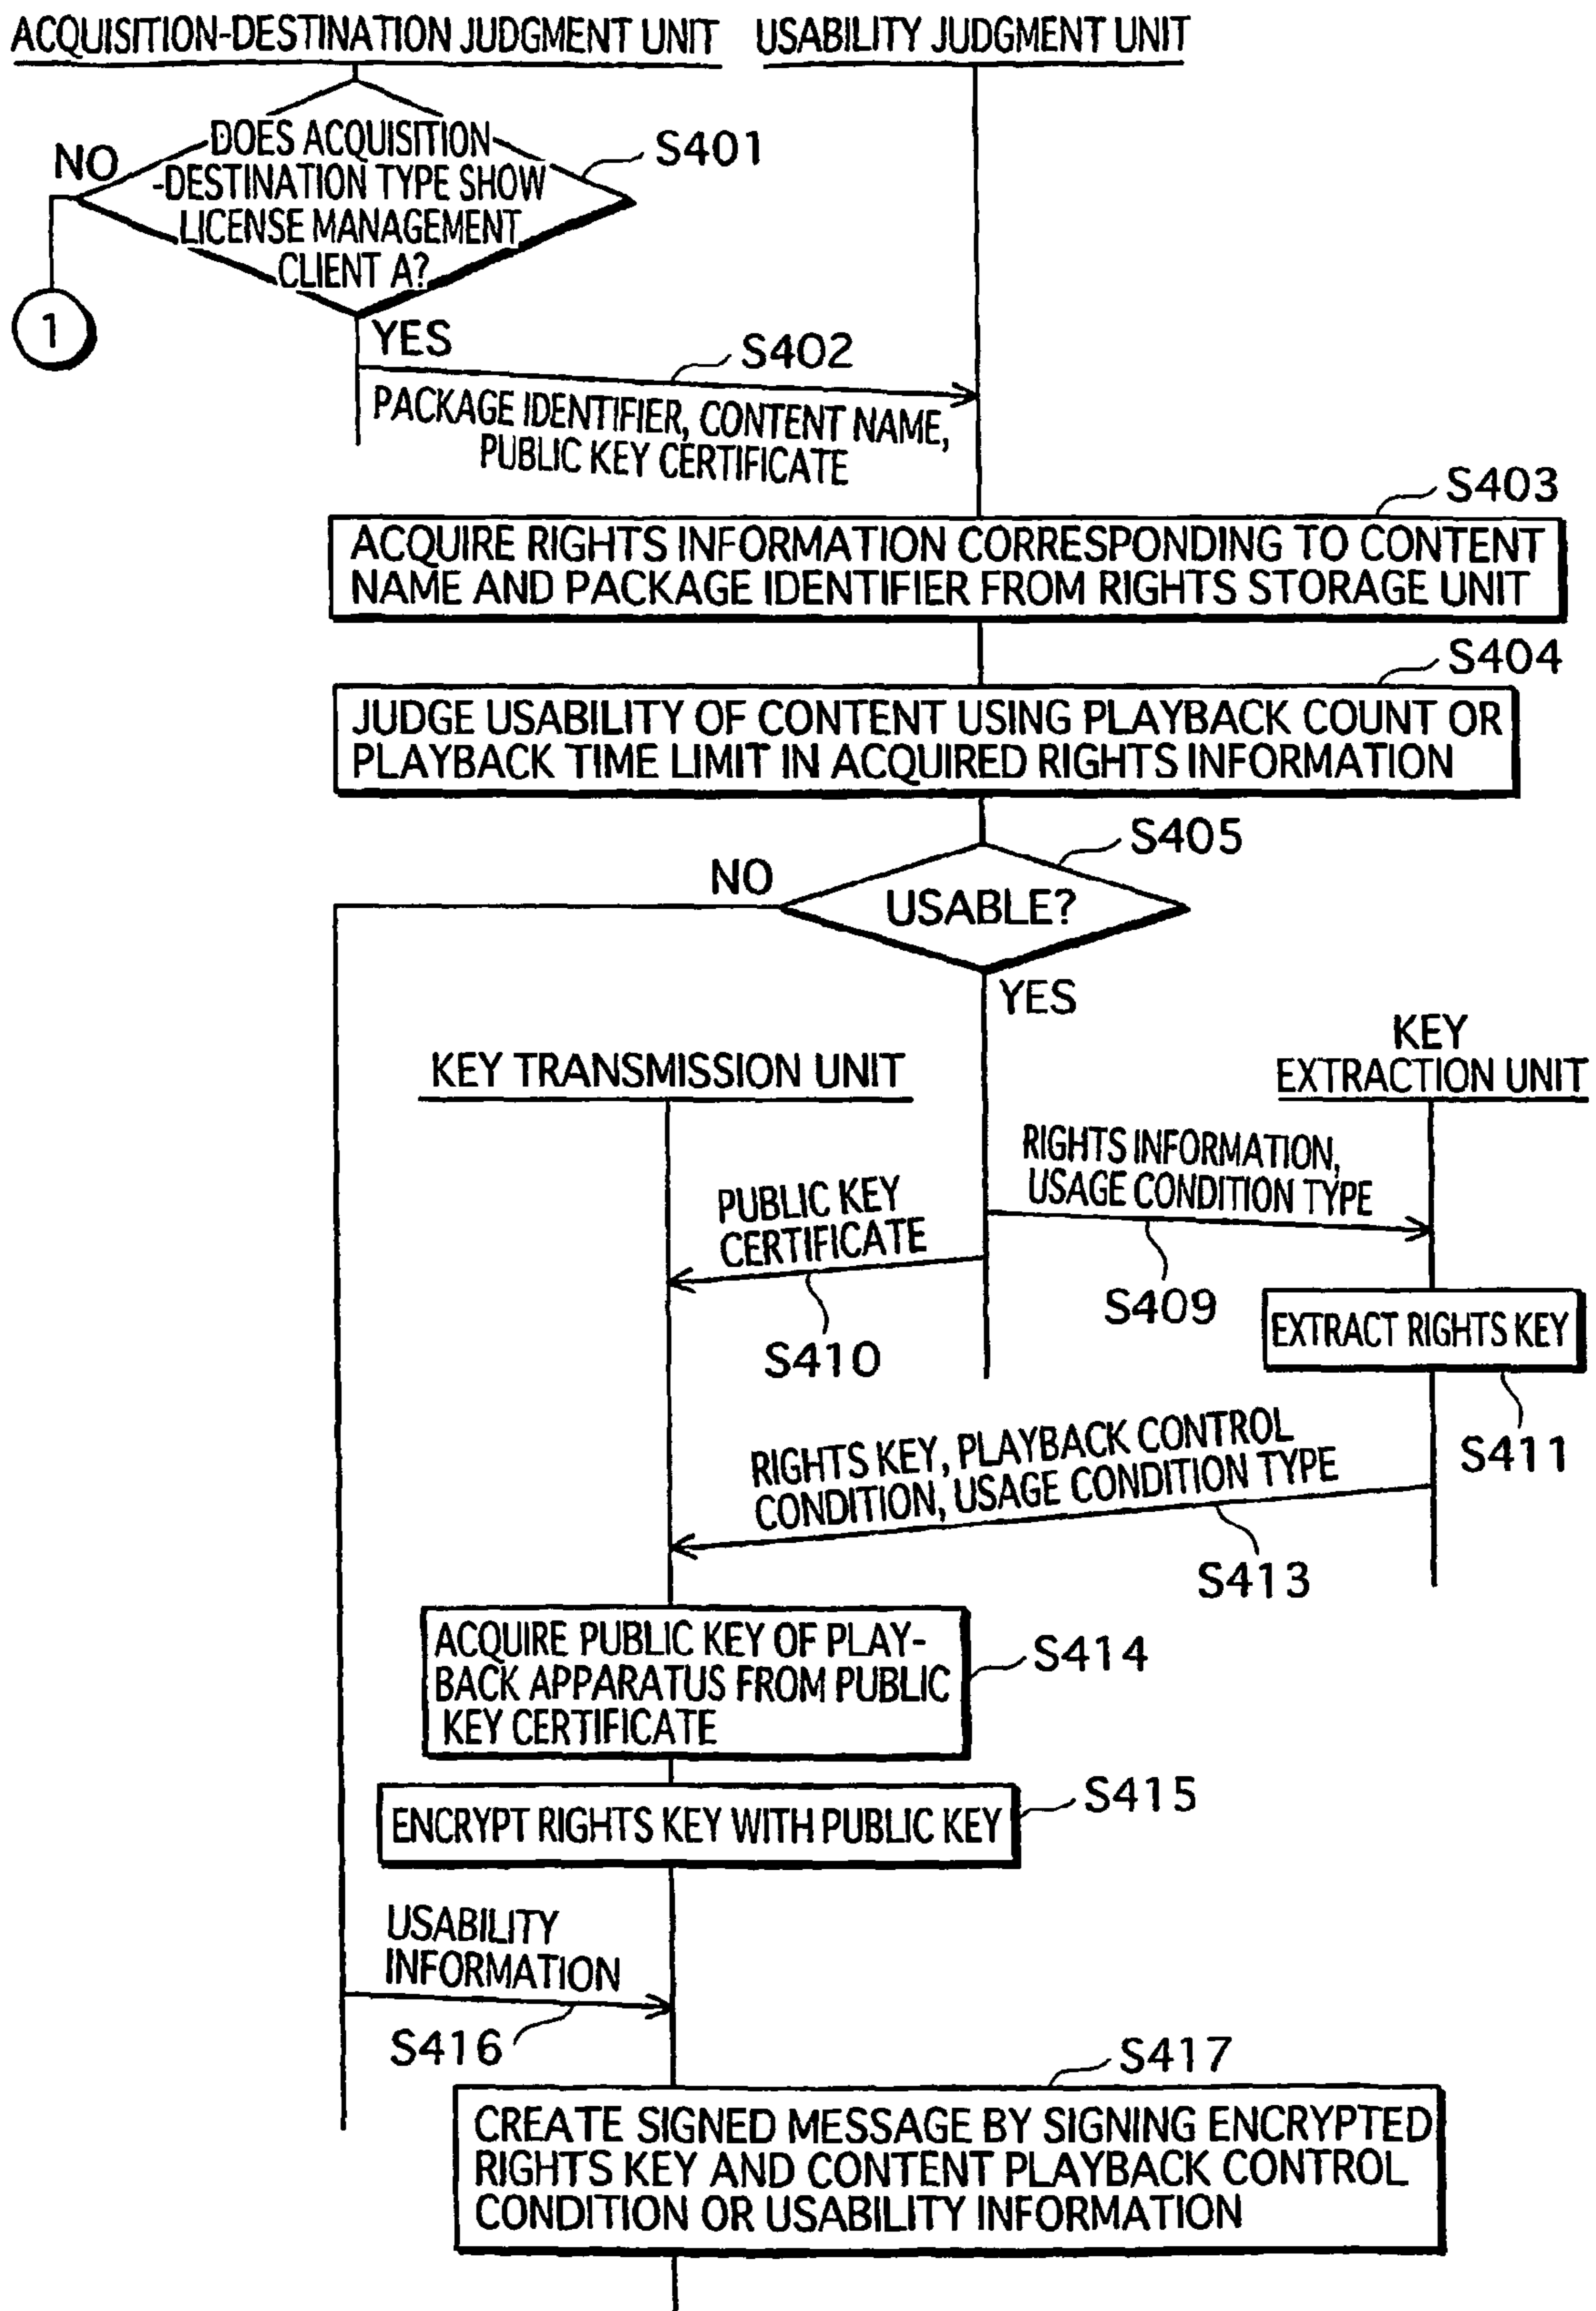 ACQUISITION-DESTINATION JUDGMENT UNIT
USABILITY JUDGMENT UNIT
DOES ACQUISITION
-DESTINATION TYPE SHOW
LICENSE MANAGEMENT
CLIENT A?
S401
NO
1
YES
S402
PACKAGE IDENTIFIER, CONTENT NAME,
PUBLIC KEY CERTIFICATE
S403
ACQUIRE RIGHTS INFORMATION CORRESPONDING TO CONTENT
NAME AND PACKAGE IDENTIFIER FROM RIGHTS STORAGE UNIT
S404
JUDGE USABILITY OF CONTENT USING PLAYBACK COUNT OR
PLAYBACK TIME LIMIT IN ACQUIRED RIGHTS INFORMATION
S405
NO
USABLE?
YES
KEY TRANSMISSION UNIT
KEY
EXTRACTION UNIT
RIGHTS INFORMATION,
USAGE CONDITION TYPE
PUBLIC KEY
CERTIFICATE
S409
S410
EXTRACT RIGHTS KEY
S411
RIGHTS KEY, PLAYBACK CONTROL
CONDITION, USAGE CONDITION TYPE
S413
ACQUIRE PUBLIC KEY OF PLAY-
BACK APPARATUS FROM PUBLIC
KEY CERTIFICATE
S414
ENCRYPT RIGHTS KEY WITH PUBLIC KEY
S415
USABILITY
INFORMATION
S416
S417
CREATE SIGNED MESSAGE BY SIGNING ENCRYPTED
RIGHTS KEY AND CONTENT PLAYBACK CONTROL
CONDITION OR USABILITY INFORMATION